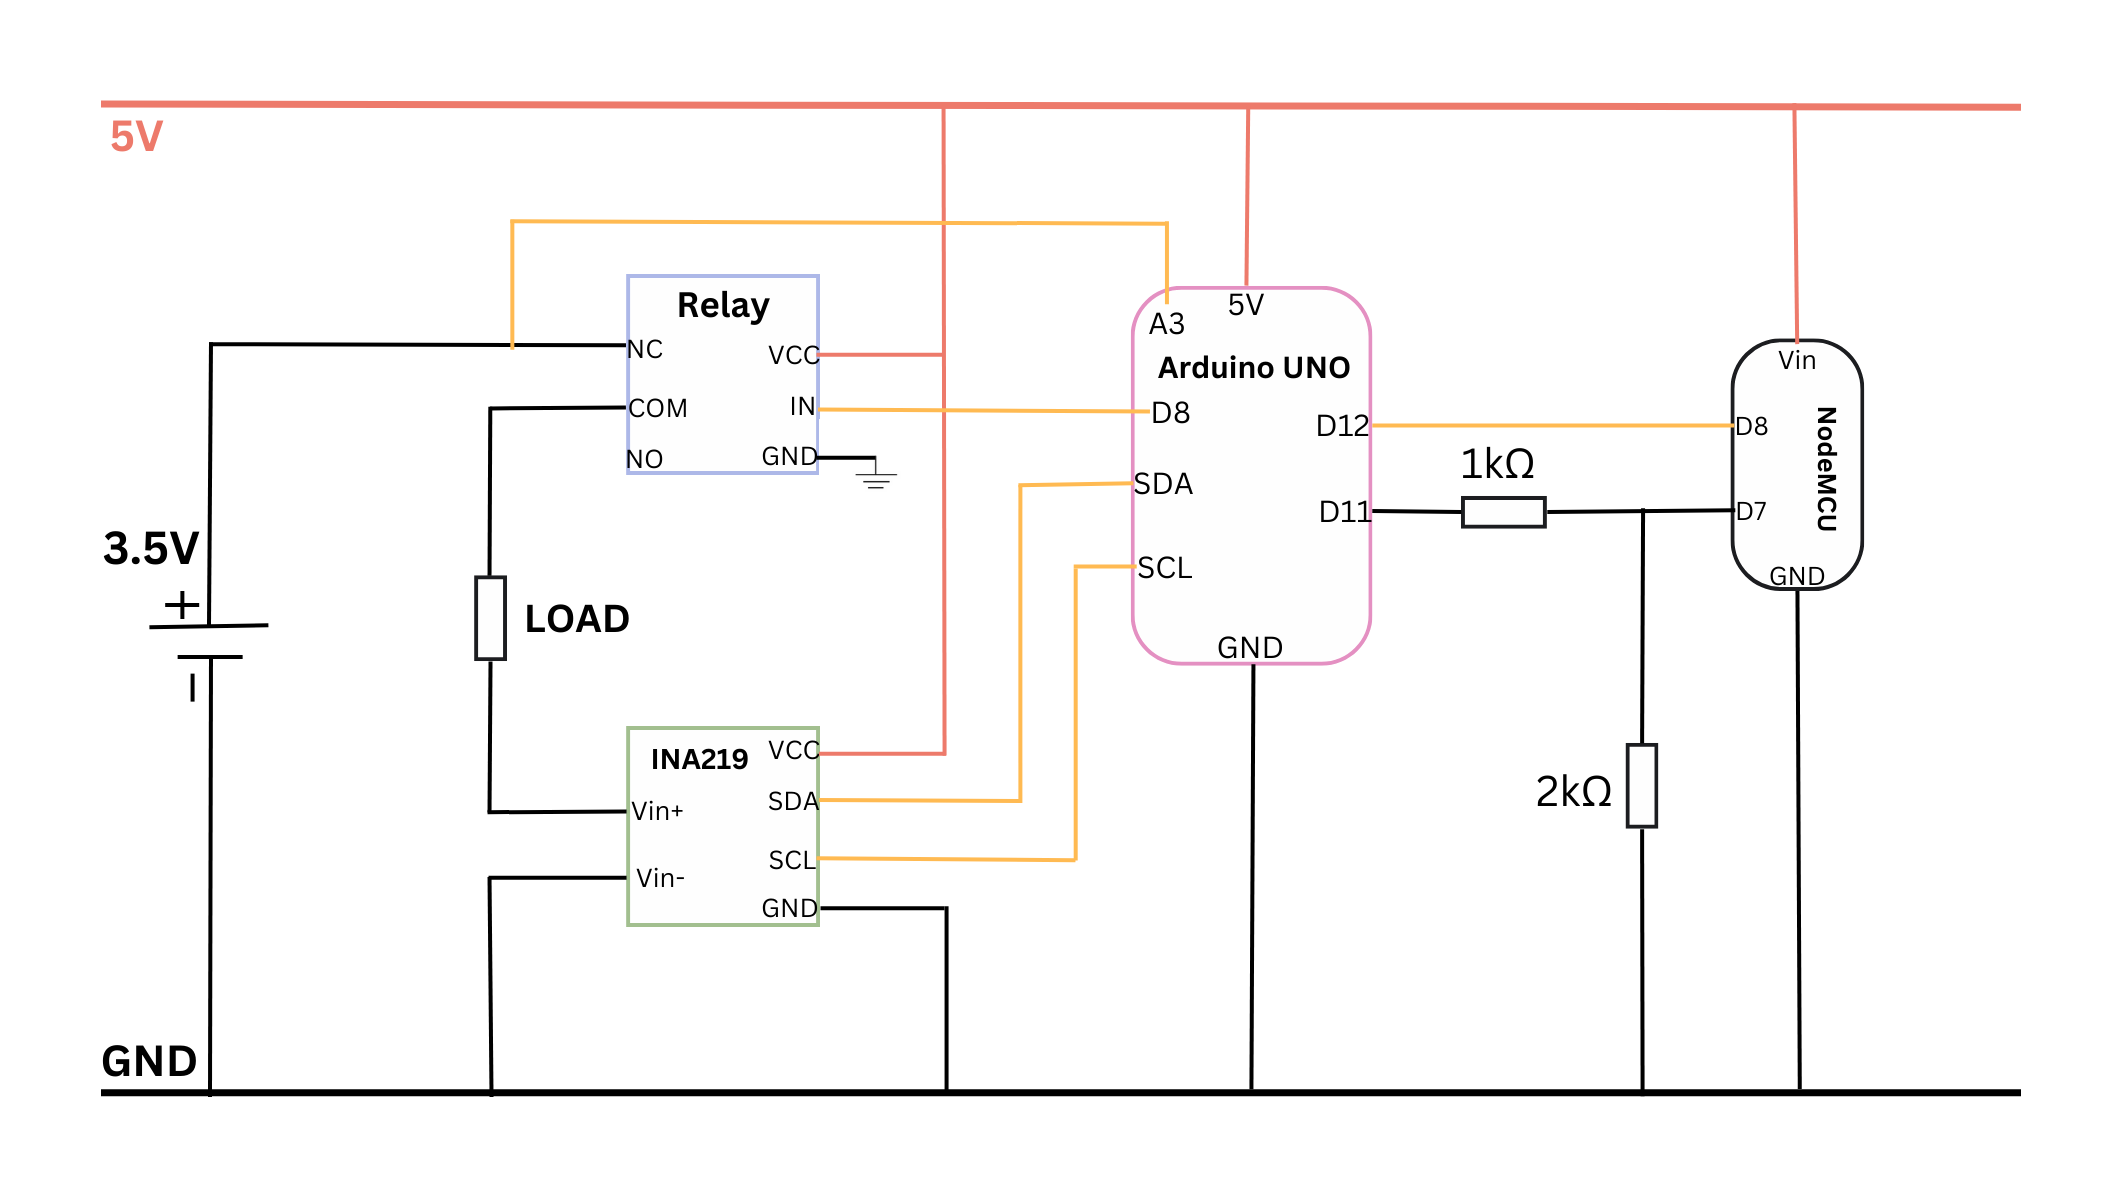 5V
Relay
NC
VCC
COM
IN
NO
GND
A3
5V
Arduino UNO
D8
D12
SDA
D11
SCL
GND
1kΩ
Vin
D8
NodeMCU
D7
GND
3.5V
+
-
LOAD
INA219
VCC
Vin+
SDA
SCL
Vin-
GND
2kΩ
GND